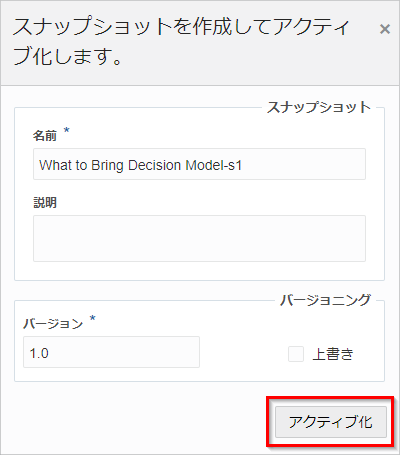 スナップショットを作成してアクティ
ブ化します。
×
スナップショット
名前 *
What to Bring Decision Model-s1
説明
バージョニング
バージョン *
1.0
上書き
アクティブ化